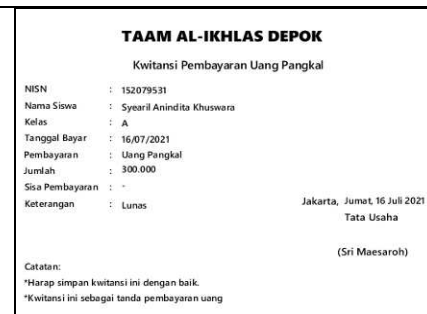 TAAM AL-IKHLAS DEPOK
Kwitansi Pembayaran Uang Pangkal
NISN : 152079531
Nama Siswa : Syearil Anindita Khuswara
Kelas : A
Tanggal Bayar : 16/07/2021
Pembayaran : Uang Pangkal
Jumlah : 300.000
Sisa Pembayaran : -
Keterangan : Lunas
Jakarta, Jumat, 16 Juli 2021
Tata Usaha
(Sri Maesaroh)
Catatan:
*Harap simpan kwitansi ini dengan baik.
*Kwitansi ini sebagai tanda pembayaran uang